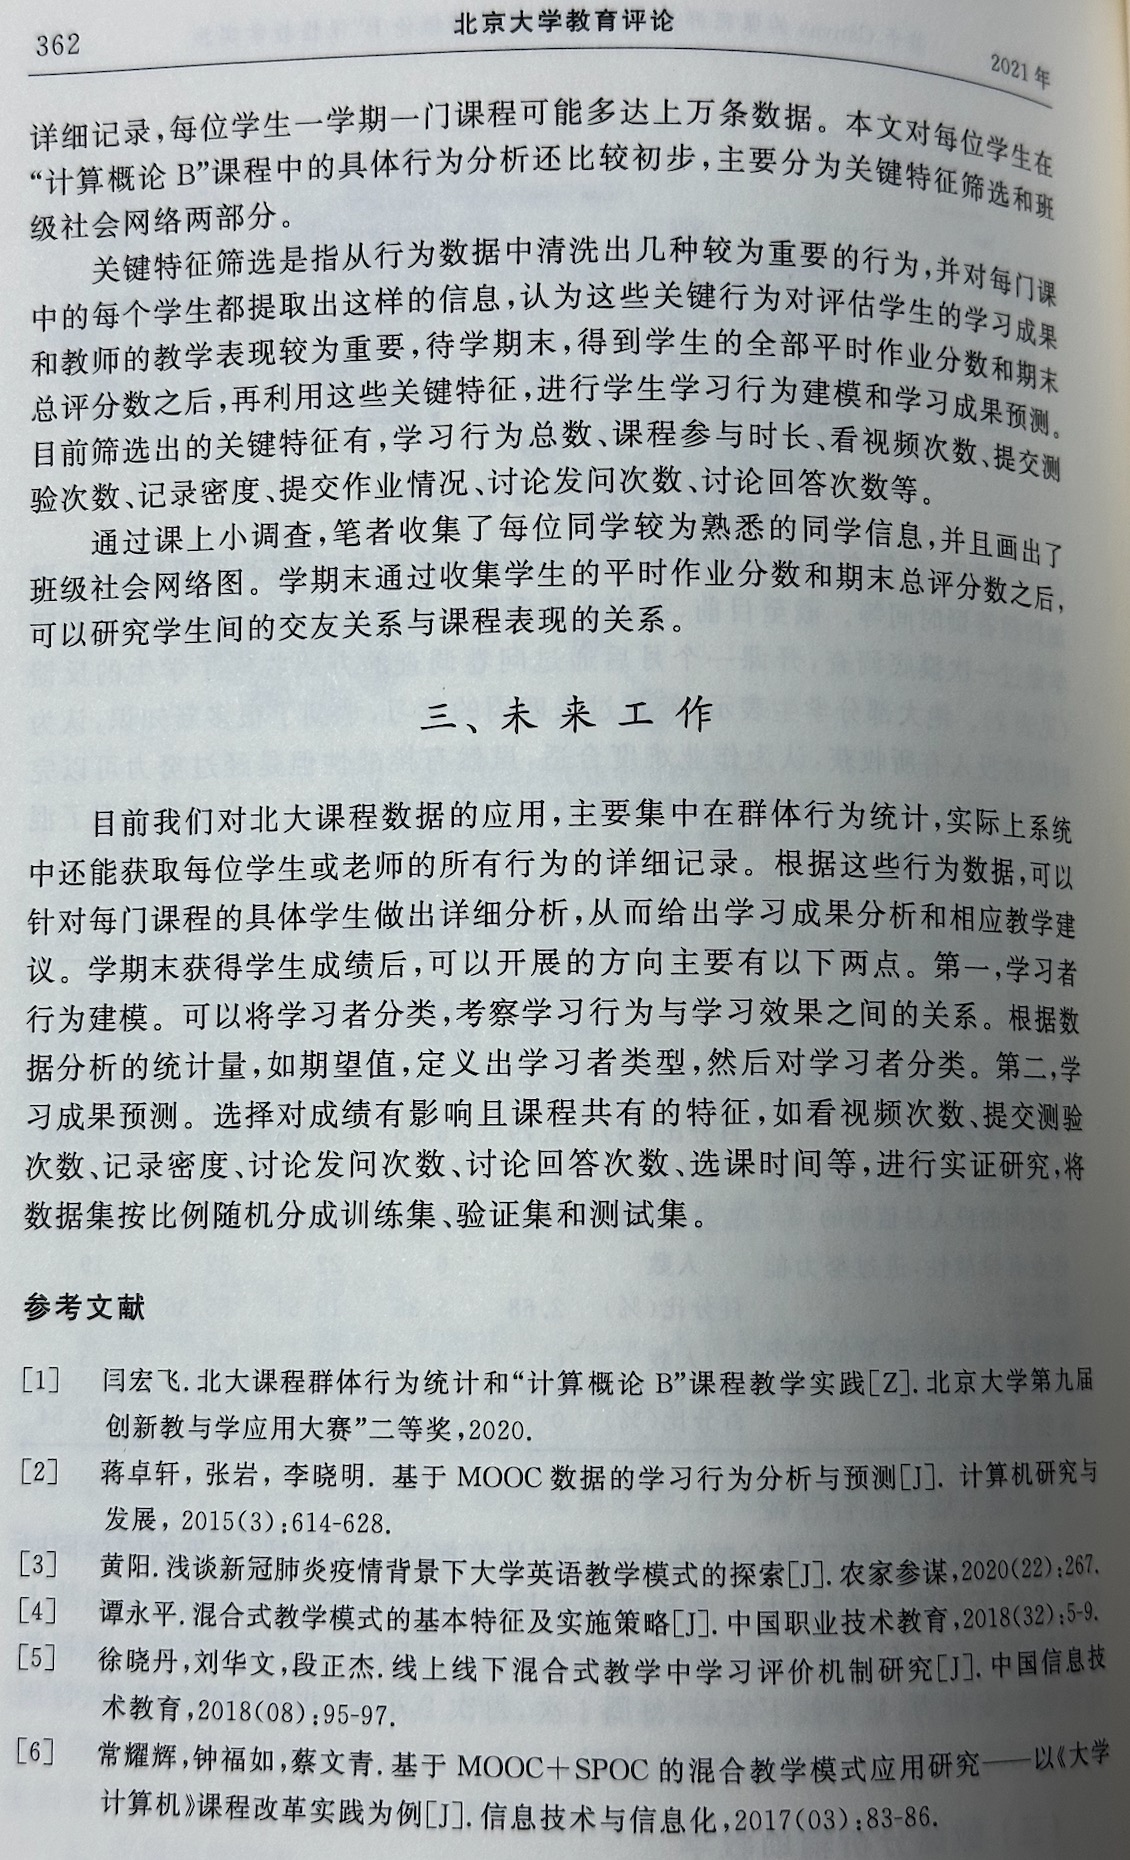 362
北京大学教育评论
2021年
详细记录,每位学生一学期一门课程可能多达上万条数据。本文对每位学生在
“计算概论 B”课程中的具体行为分析还比较初步,主要分为关键特征筛选和班
级社会网络两部分。
关键特征筛选是指从行为数据中清洗出几种较为重要的行为,并对每门课
中的每个学生都提取出这样的信息,认为这些关键行为对评估学生的学习成果
和教师的教学表现较为重要,待学期末,得到学生的全部平时作业分数和期末
总评分数之后,再利用这些关键特征,进行学生学习行为建模和学习成果预测。
目前筛选出的关键特征有,学习行为总数、课程参与时长、看视频次数、提交测
验次数、记录密度、提交作业情况、讨论发问次数、讨论回答次数等。
通过课上小调查,笔者收集了每位同学较为熟悉的同学信息,并且画出了
班级社会网络图。学期末通过收集学生的平时作业分数和期末总评分数之后,
可以研究学生间的交友关系与课程表现的关系。
三、未来工作
目前我们对北大课程数据的应用,主要集中在群体行为统计,实际上系统
中还能获取每位学生或老师的所有行为的详细记录。根据这些行为数据,可以
针对每门课程的具体学生做出详细分析,从而给出学习成果分析和相应教学建
议。学期末获得学生成绩后,可以开展的方向主要有以下两点。第一,学习者
行为建模。可以将学习者分类,考察学习行为与学习效果之间的关系。根据数
据分析的统计量,如期望值,定义出学习者类型,然后对学习者分类。第二,学
习成果预测。选择对成绩有影响且课程共有的特征,如看视频次数、提交测验
次数、记录密度、讨论发问次数、讨论回答次数、选课时间等,进行实证研究,将
数据集按比例随机分成训练集、验证集和测试集。
参考文献
[1] 闫宏飞.北大课程群体行为统计和“计算概论 B”课程教学实践[Z].北京大学第九届
创新教与学应用大赛”二等奖,2020.
[2] 蒋卓轩, 张岩, 李晓明. 基于 MOOC 数据的学习行为分析与预测[J]. 计算机研究与
发展, 2015(3):614-628.
[3] 黄阳.浅谈新冠肺炎疫情背景下大学英语教学模式的探索[J].农家参谋,2020(22):267.
[4] 谭永平.混合式教学模式的基本特征及实施策略[J].中国职业技术教育,2018(32):5-9.
[5] 徐晓丹,刘华文,段正杰.线上线下混合式教学中学习评价机制研究[J].中国信息技
术教育,2018(08):95-97.
[6] 常耀辉,钟福如,蔡文青.基于 MOOC+SPOC 的混合教学模式应用研究——以《大学
计算机》课程改革实践为例[J].信息技术与信息化,2017(03):83-86.